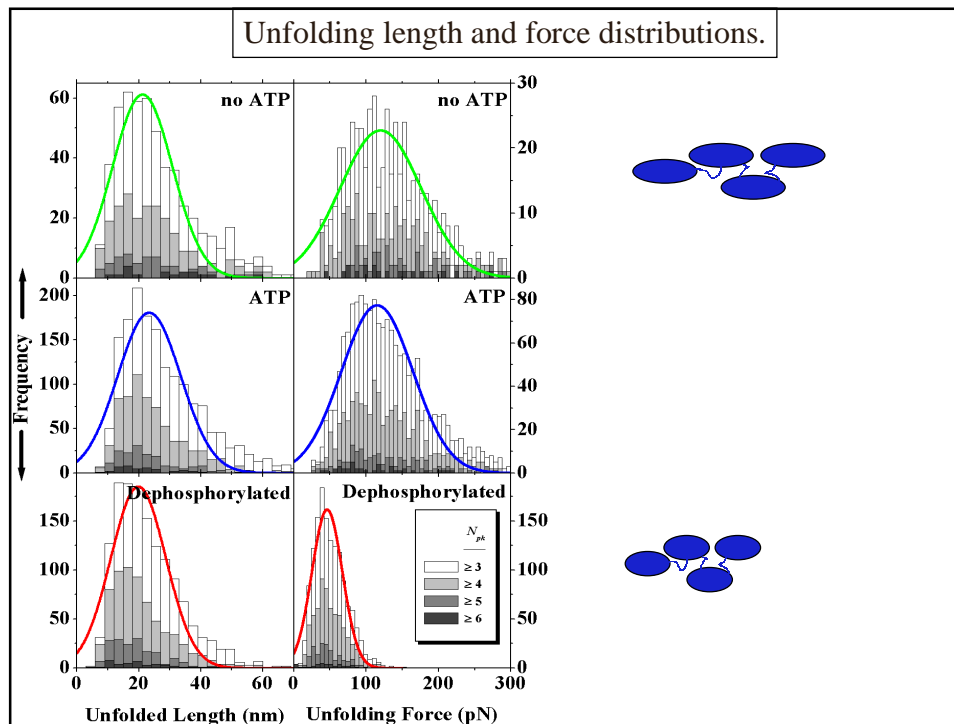 Unfolding length and force distributions.
Frequency
no ATP
60
40
20
0
no ATP
30
20
10
0
ATP
200
150
100
50
0
ATP
80
60
40
20
0
Dephosphorylated
150
100
50
0
0 20 40 60
Unfolded Length (nm)
Dephosphorylated
N pk
≥ 3
≥ 4
≥ 5
≥ 6
150
100
50
0
0 100 200 300
Unfolding Force (pN)